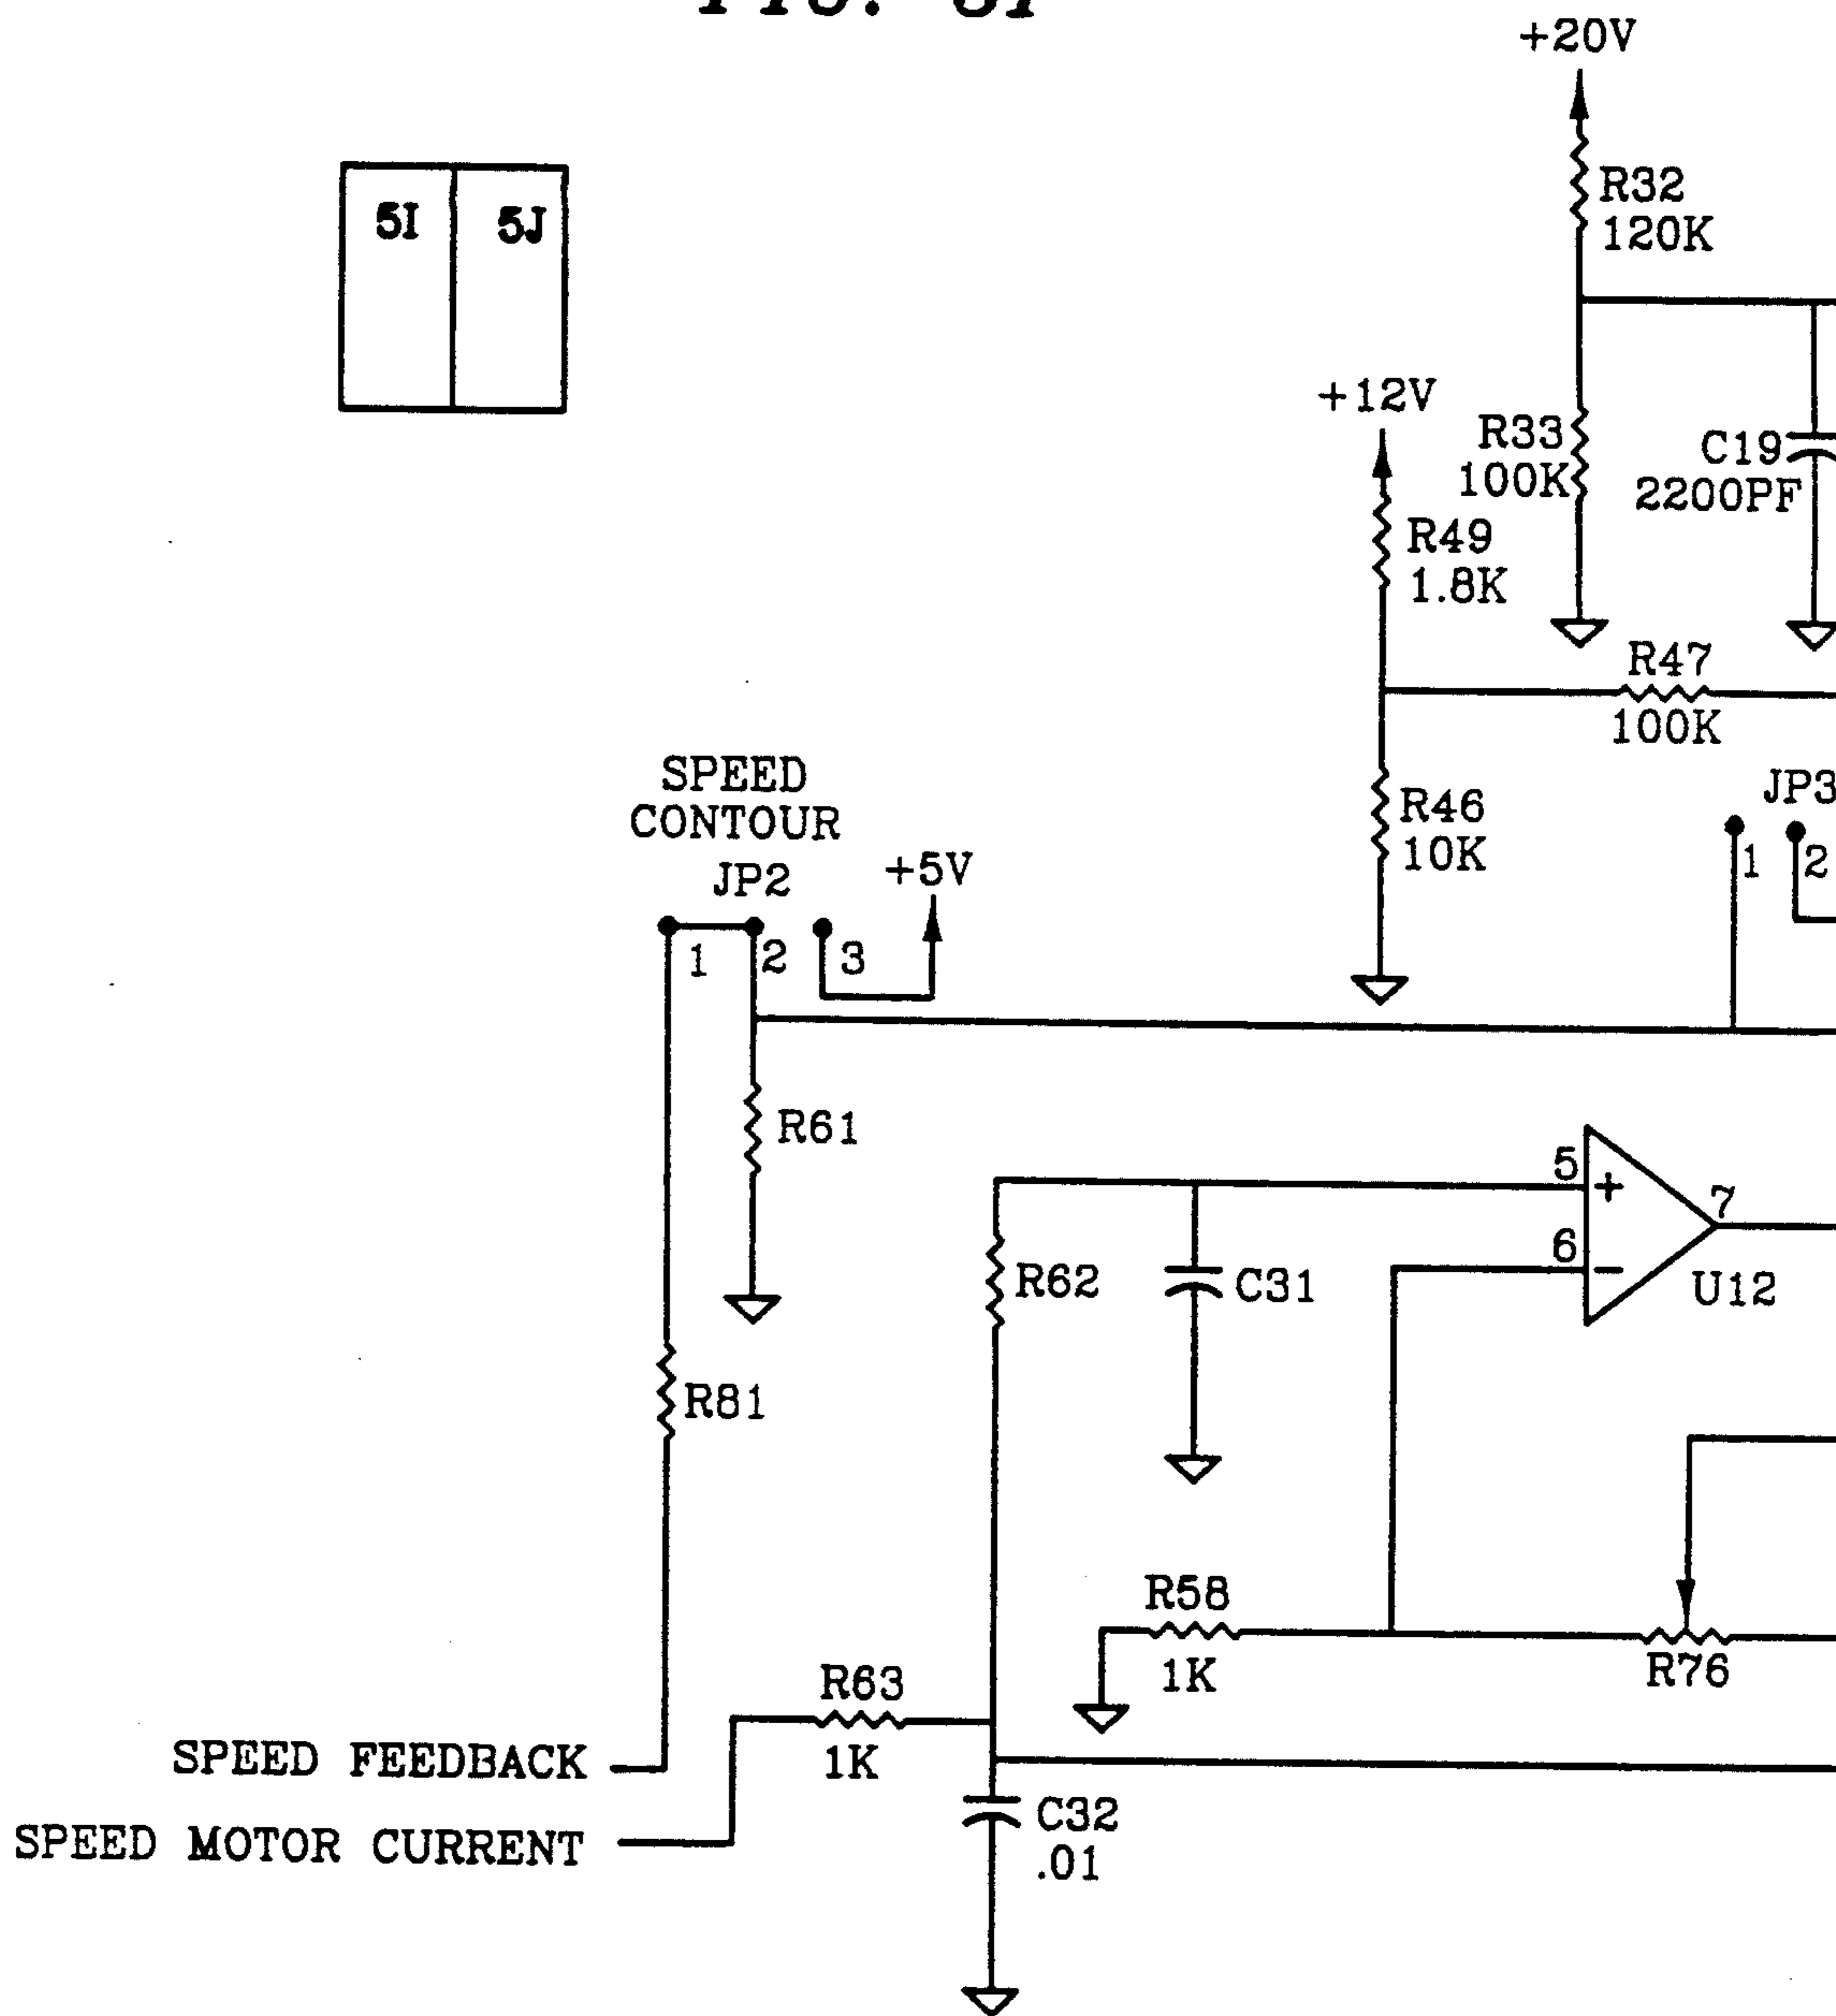 FIG. 5I
+20V
5I 5J
R32
120K
+12V
R33
100K
C19
2200PF
R49
1.8K
R47
100K
SPEED
CONTOUR
JP2
+5V
1 2 3
R46
10K
JP3
1 2
R61
5
+
7
6
−
U12
R62
C31
R81
R58
1K
R76
R63
1K
SPEED FEEDBACK
SPEED MOTOR CURRENT
C32
.01